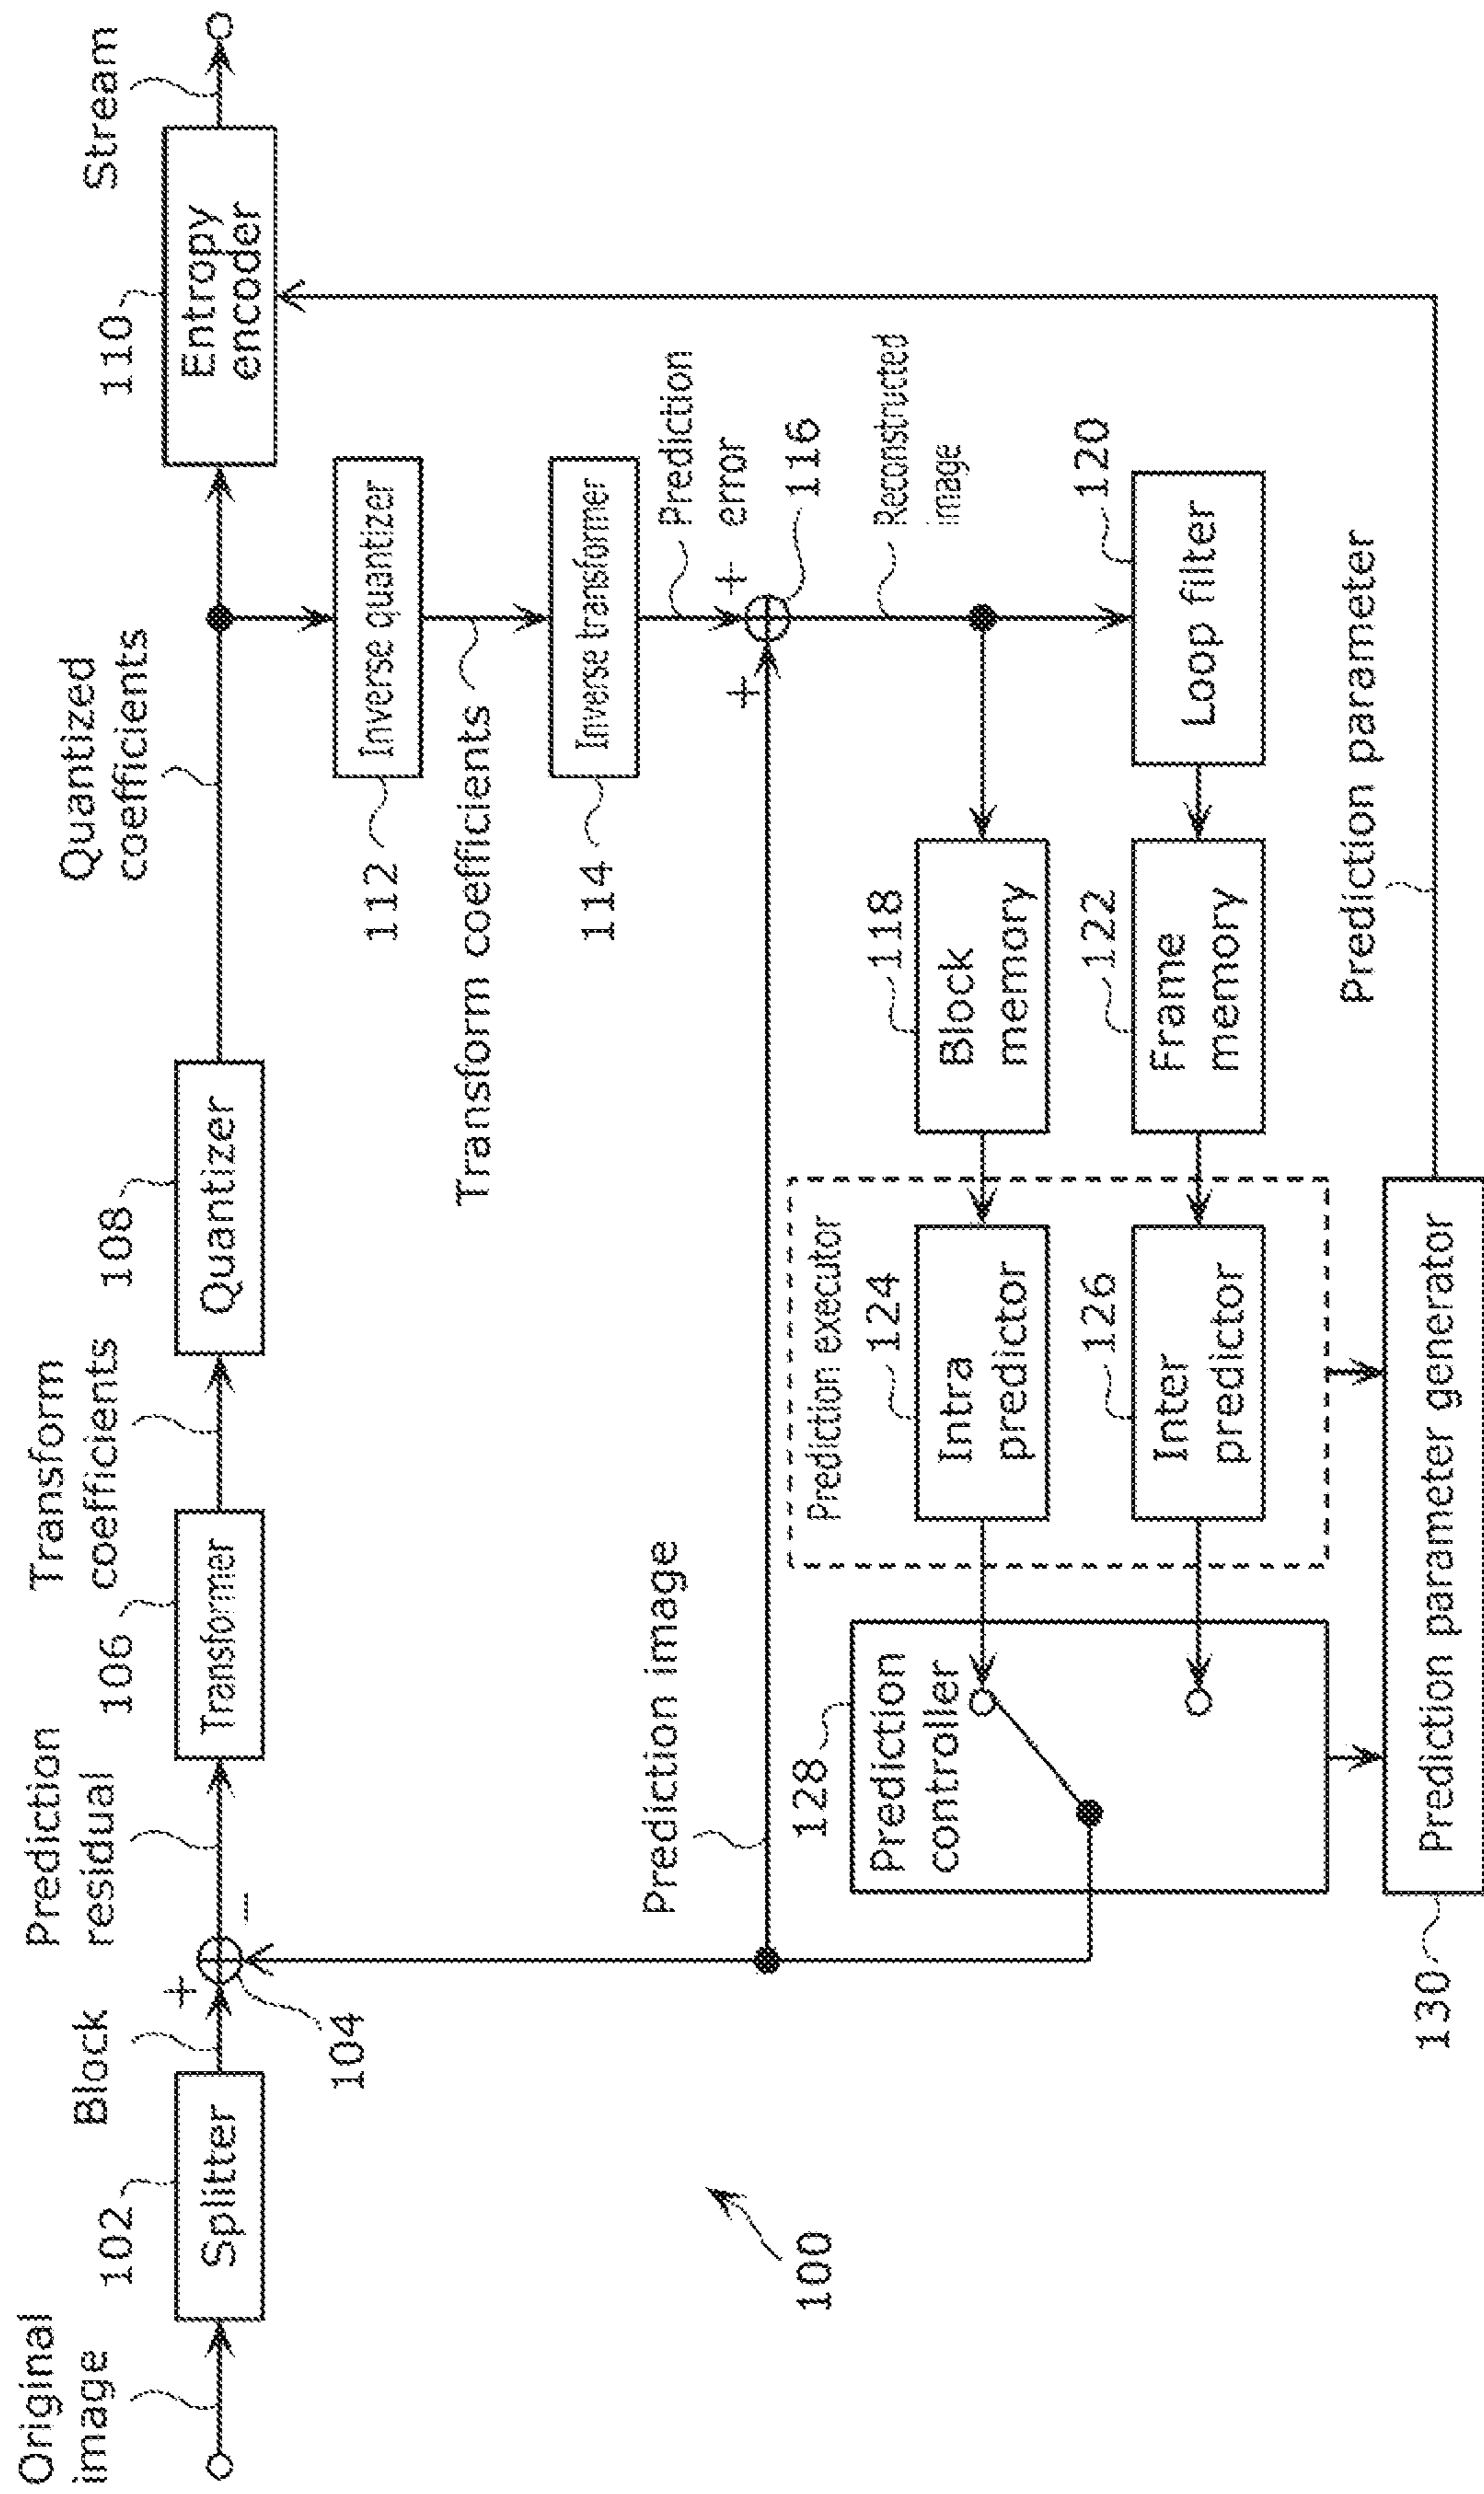 Original
image
102
Splitter
Block
+
−
104
Prediction
residual
106
Transformer
Transform
coefficients
108
Quantizer
Quantized
coefficients
110
Entropy
encoder
Stream
112
Inverse quantizer
Transform coefficients
114
Inverse transformer
Prediction
error
+
+
116
Reconstructed
image
Prediction image
118
Block
memory
120
Loop filter
122
Frame
memory
Prediction executor
124
Intra
predictor
126
Inter
predictor
128
Prediction
controller
Prediction parameter
130
Prediction parameter generator
100